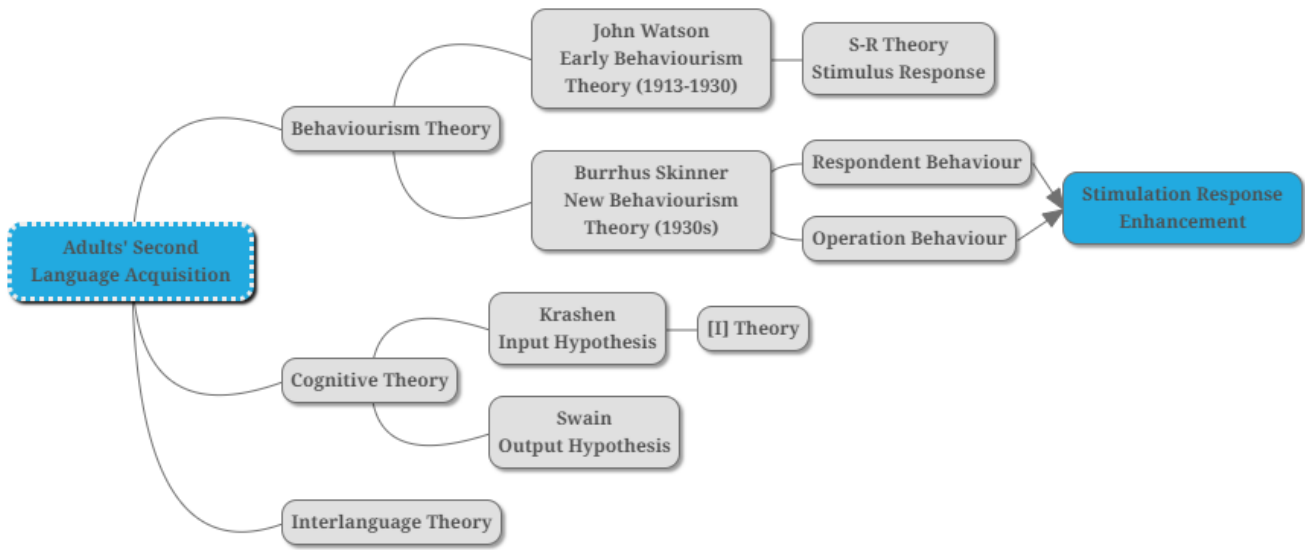 John Watson
Early Behaviourism
Theory (1913-1930)
S-R Theory
Stimulus Response
Behaviourism Theory
Burrhus Skinner
New Behaviourism
Theory (1930s)
Respondent Behaviour
Operation Behaviour
Stimulation Response
Enhancement
Adults' Second
Language Acquisition
Krashen
Input Hypothesis
[I] Theory
Cognitive Theory
Swain
Output Hypothesis
Interlanguage Theory